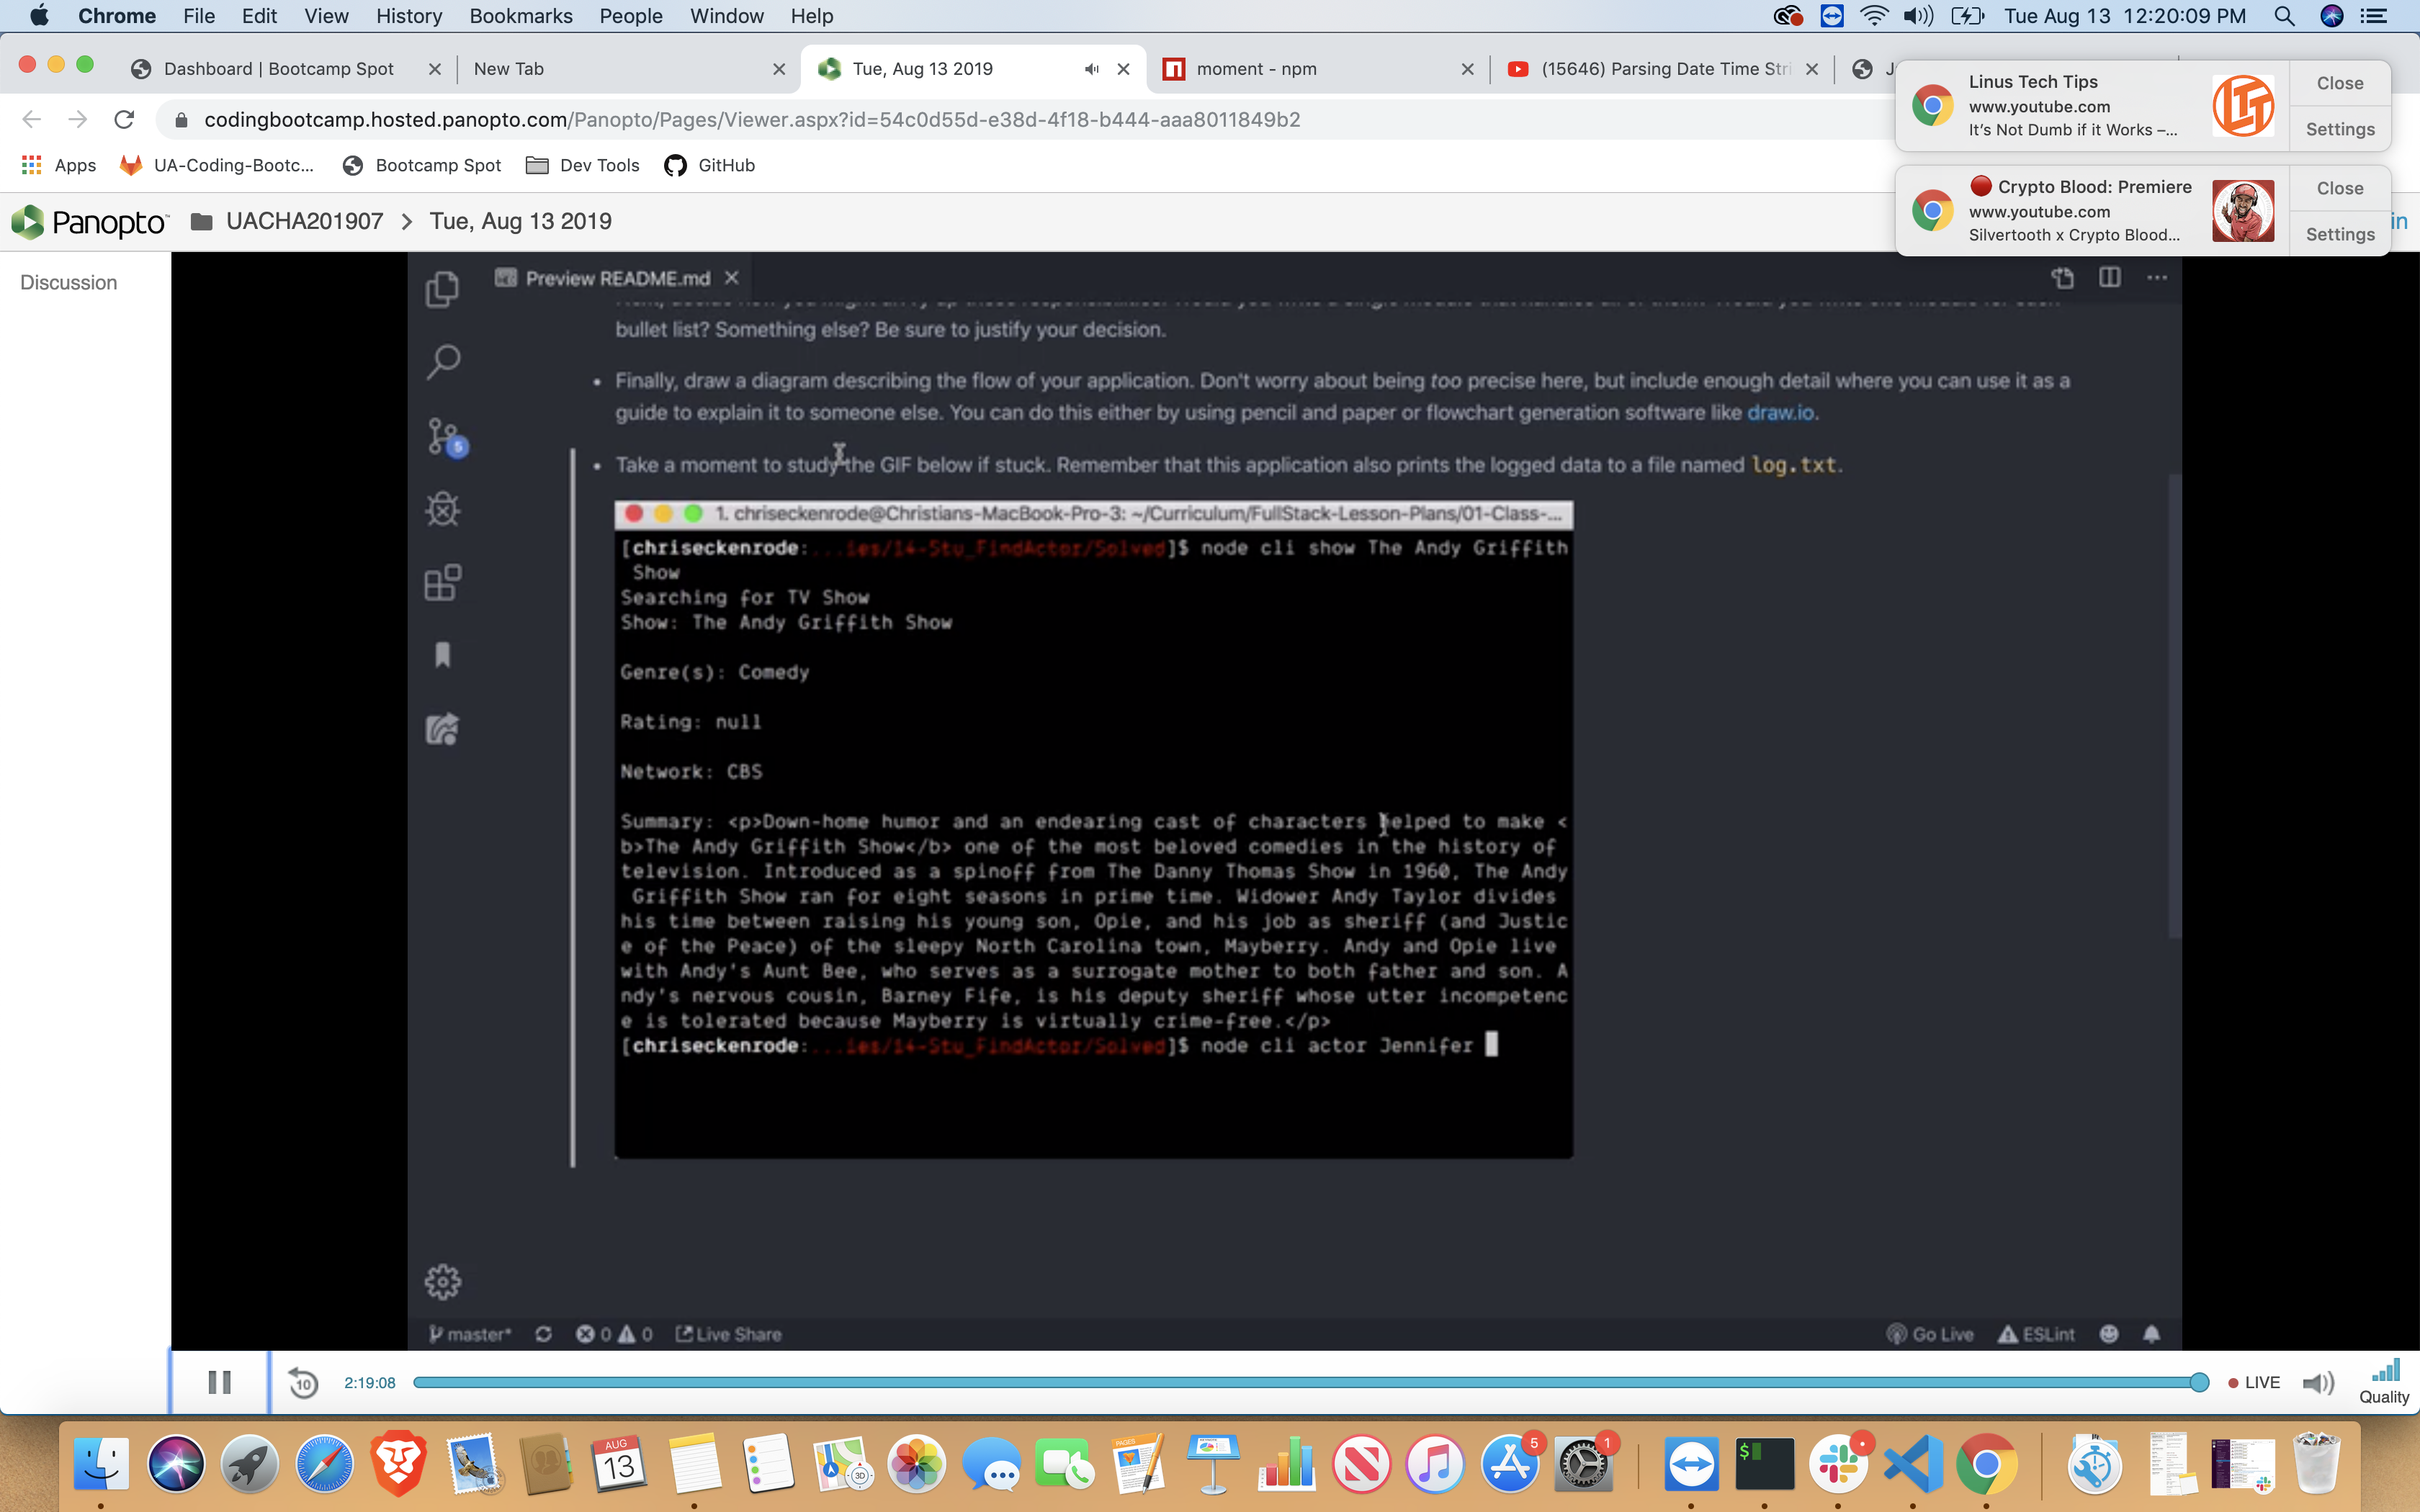 Chrome File Edit View History Bookmarks People Window Help Tue Aug 13 12:20:09 PM
Dashboard | Bootcamp Spot
New Tab
Tue, Aug 13 2019
moment - npm
(15646) Parsing Date Time Stri
J
codingbootcamp.hosted.panopto.com/Panopto/Pages/Viewer.aspx?id=54c0d55d-e38d-4f18-b444-aaa8011849b2
Linus Tech Tips
www.youtube.com
It's Not Dumb if it Works –...
Close
Settings
Crypto Blood: Premiere
www.youtube.com
Silvertooth x Crypto Blood...
Close
Settings
Apps UA-Coding-Bootc... Bootcamp Spot Dev Tools GitHub
Panopto UACHA201907 > Tue, Aug 13 2019
in
Discussion
Preview README.md
bullet list? Something else? Be sure to justify your decision.
• Finally, draw a diagram describing the flow of your application. Don't worry about being too precise here, but include enough detail where you can use it as a
guide to explain it to someone else. You can do this either by using pencil and paper or flowchart generation software like draw.io.
• Take a moment to study the GIF below if stuck. Remember that this application also prints the logged data to a file named log.txt.
1. chriseckenrode@Christians-MacBook-Pro-3: ~/Curriculum/FullStack-Lesson-Plans/01-Class-...
[chriseckenrode:...ies/14-Stu_FindActor/Solved]$ node cli show The Andy Griffith
Show
Searching for TV Show
Show: The Andy Griffith Show
Genre(s): Comedy
Rating: null
Network: CBS
Summary: <p>Down-home humor and an endearing cast of characters helped to make <
b>The Andy Griffith Show</b> one of the most beloved comedies in the history of
television. Introduced as a spinoff from The Danny Thomas Show in 1960, The Andy
Griffith Show ran for eight seasons in prime time. Widower Andy Taylor divides
his time between raising his young son, Opie, and his job as sheriff (and Justic
e of the Peace) of the sleepy North Carolina town, Mayberry. Andy and Opie live
with Andy's Aunt Bee, who serves as a surrogate mother to both father and son. A
ndy's nervous cousin, Barney Fife, is his deputy sheriff whose utter incompetenc
e is tolerated because Mayberry is virtually crime-free.</p>
[chriseckenrode:...ies/14-Stu_FindActor/Solved]$ node cli actor Jennifer
5
master* 0 0 Live Share Go Live ESLint
10 2:19:08 LIVE
Quality
AUG
13
3D
PAGES
5
1
$